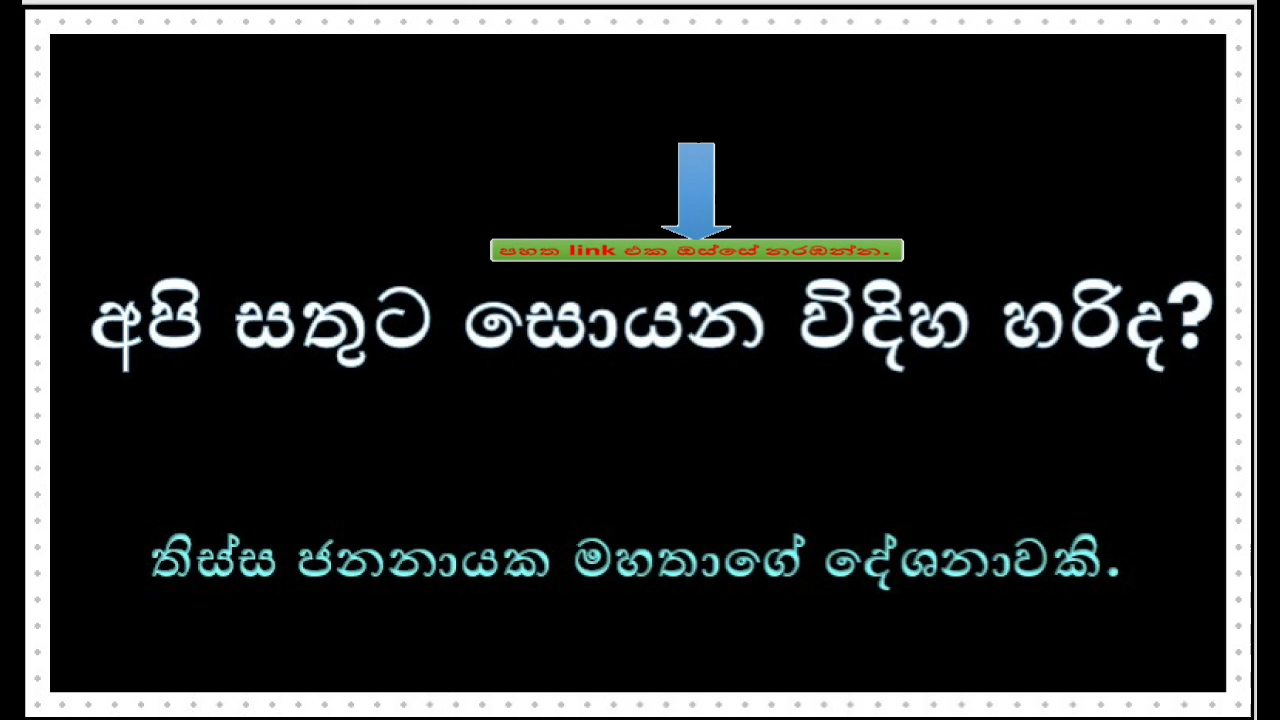 පහත link එක ඔස්සේ නරඹන්න.
අපි සතුට සොයන විදිහ හරිද?
තිස්ස ජනනායක මහතාගේ දේශනාවකි.